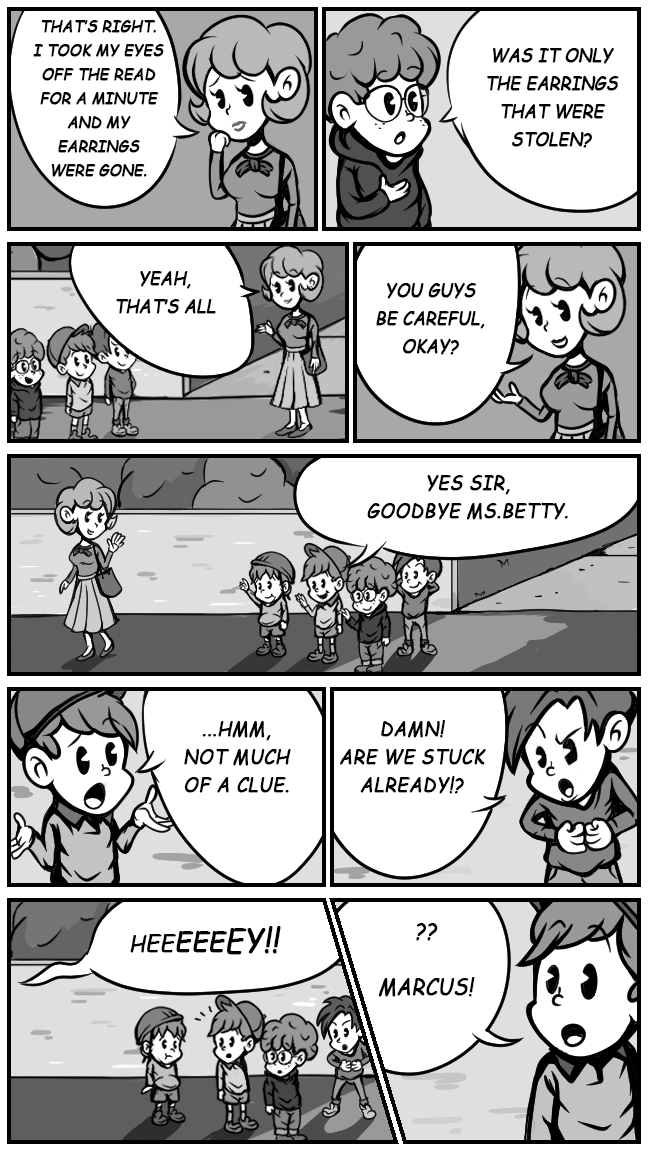 THAT'S RIGHT.
I TOOK MY EYES
OFF THE READ
FOR A MINUTE
AND MY
EARRINGS
WERE GONE.
WAS IT ONLY
THE EARRINGS
THAT WERE
STOLEN?
YEAH,
THAT'S ALL
YOU GUYS
BE CAREFUL,
OKAY?
YES SIR,
GOODBYE MS.BETTY.
...HMM,
NOT MUCH
OF A CLUE.
DAMN!
ARE WE STUCK
ALREADY!?
HEEEEEEY!!
??
MARCUS!